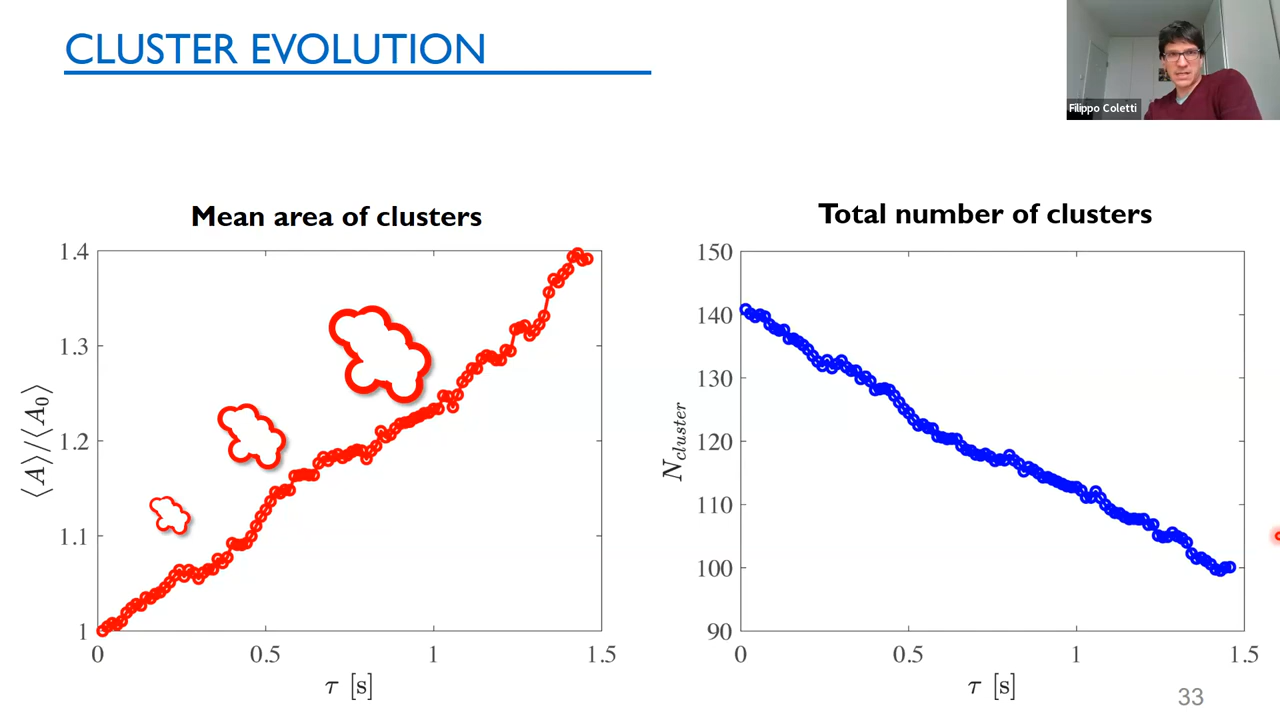 CLUSTER EVOLUTION
Filippo Coletti
Mean area of clusters
1.4
1.3
1.2
1.1
1
0
0.5
1
1.5
⟨A⟩/⟨A₀⟩
τ [s]
Total number of clusters
150
140
130
120
110
100
90
0
0.5
1
1.5
N_cluster
τ [s]
33